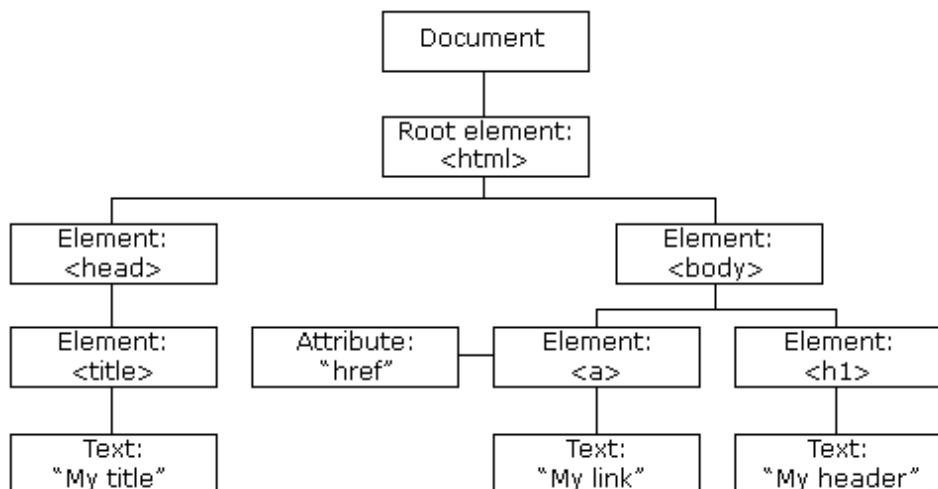 Document
Root element:
<html>
Element:
<head>
Element:
<body>
Element:
<title>
Attribute:
“href”
Element:
<a>
Element:
<h1>
Text:
“My title”
Text:
“My link”
Text:
“My header”